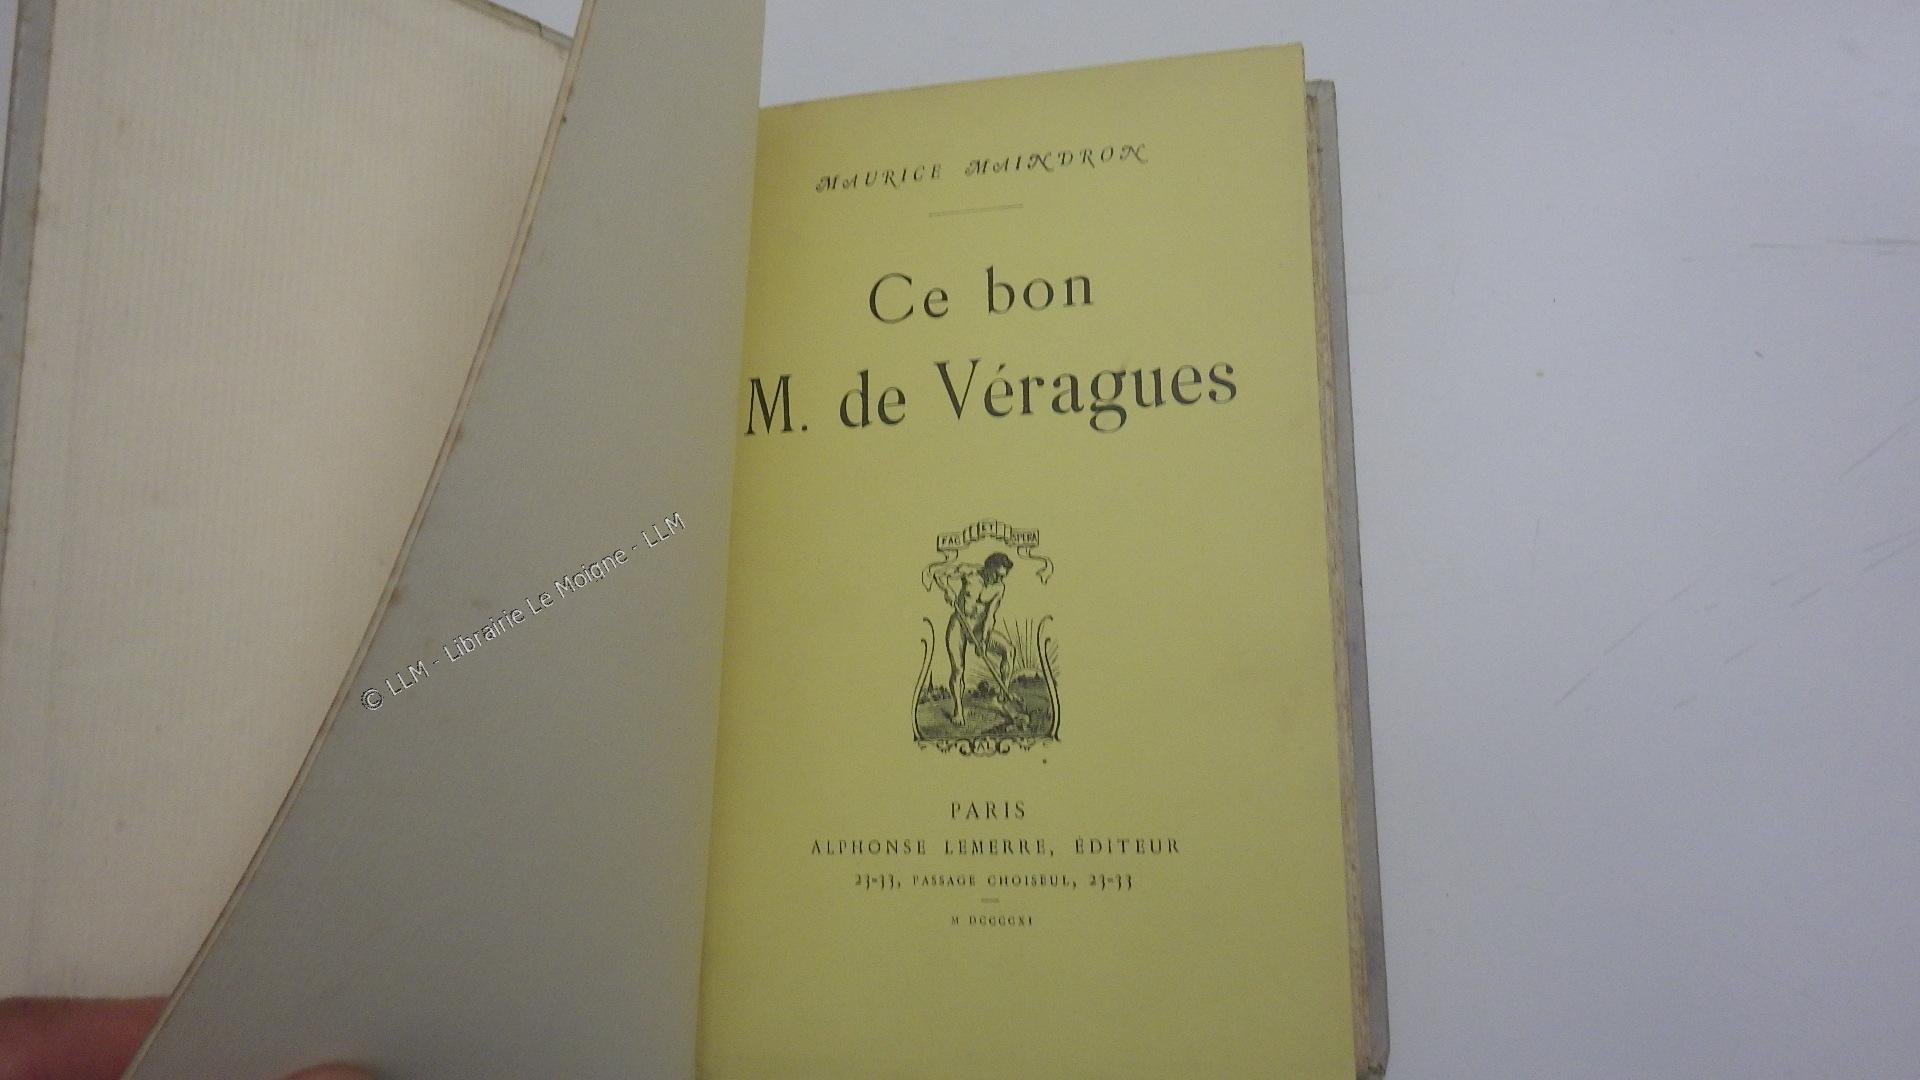 MAURICE MAINDRON
Ce bon
M. de Véragues
FAC ET SPERA
AL
PARIS
ALPHONSE LEMERRE, ÉDITEUR
23-33, PASSAGE CHOISEUL, 23-33
M DCCCCXI
© LLM - Librairie Le Moigne - LLM